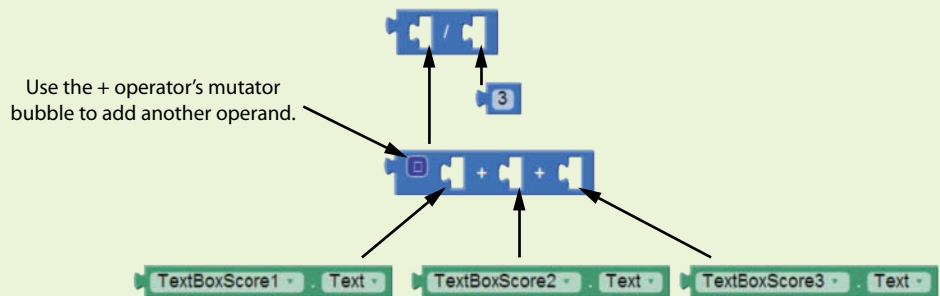 /
3
Use the + operator’s mutator
bubble to add another operand.
+ +
TextBoxScore1 . Text TextBoxScore2 . Text TextBoxScore3 . Text